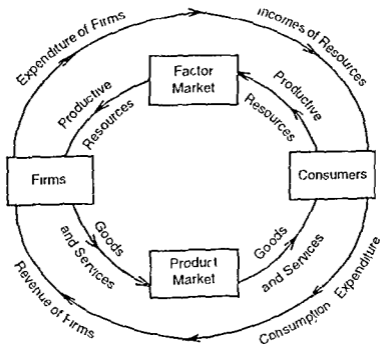 Expenditure of Firms
Incomes of Resources
Factor
Market
Productive
Resources
Productive
Resources
Firms
Consumers
Goods
and Services
Product
Market
Goods
and Services
Revenue of Firms
Consumption
Expenditure